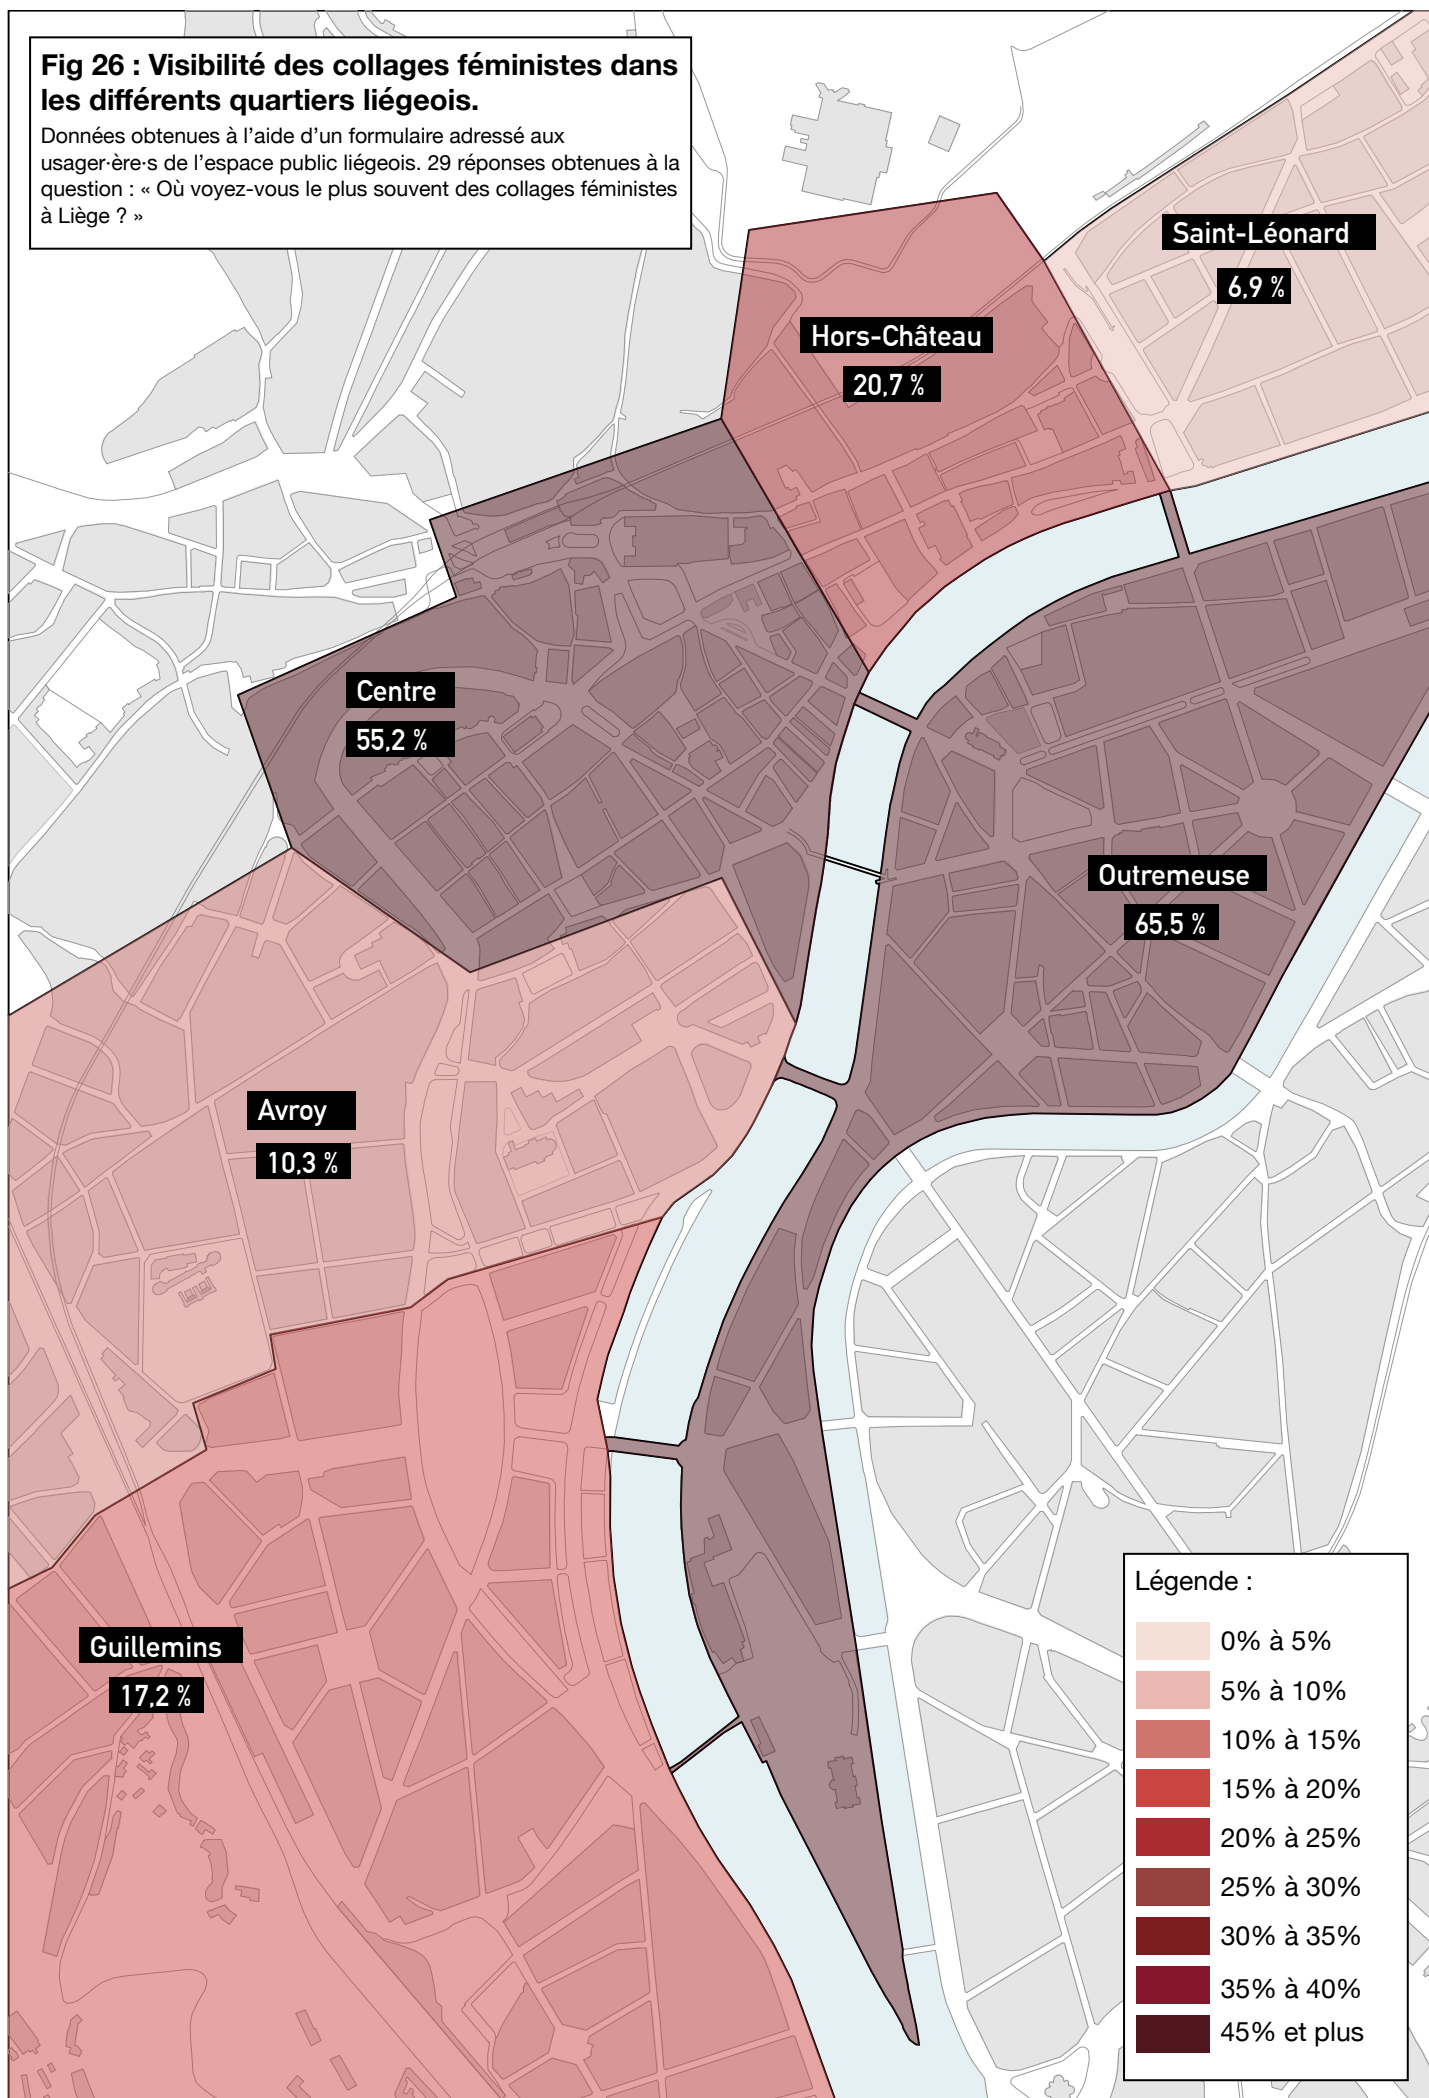 Fig 26 : Visibilité des collages féministes dans
les différents quartiers liégeois.
Données obtenues à l'aide d'un formulaire adressé aux
usager·ère·s de l'espace public liégeois. 29 réponses obtenues à la
question : « Où voyez-vous le plus souvent des collages féministes
à Liège ? »
Saint-Léonard
6,9 %
Hors-Château
20,7 %
Centre
55,2 %
Outremeuse
65,5 %
Avroy
10,3 %
Guillemins
17,2 %
Légende :
0% à 5%
5% à 10%
10% à 15%
15% à 20%
20% à 25%
25% à 30%
30% à 35%
35% à 40%
45% et plus